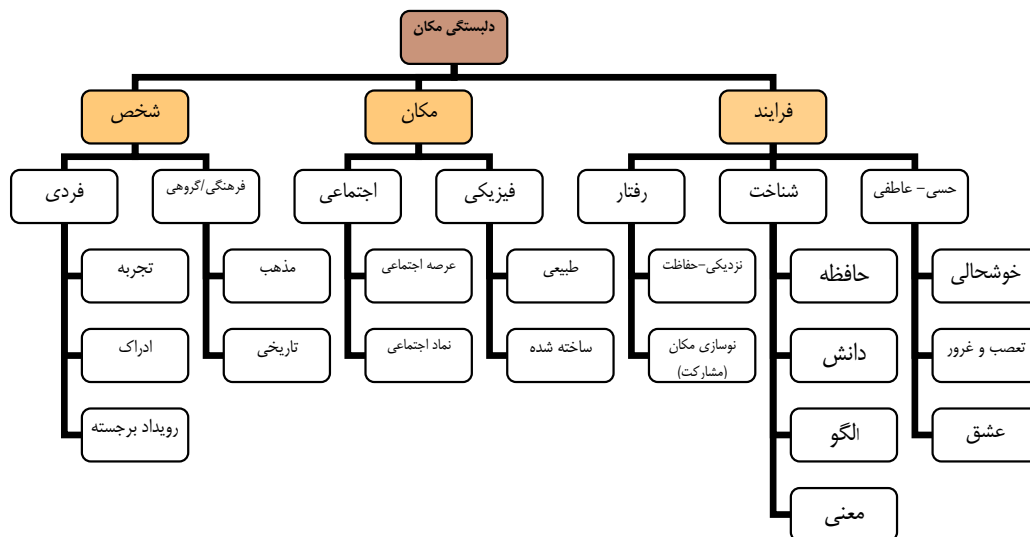 دلبستگی مکان
فرایند
مکان
شخص
حسی- عاطفی
شناخت
رفتار
فیزیکی
اجتماعی
فرهنگی/گروهی
فردی
خوشحالی
حافظه
نزدیکی-حفاظت
طبیعی
عرصه اجتماعی
مذهب
تجربه
تعصب و غرور
دانش
نوسازی مکان
(مشارکت)
ساخته شده
نماد اجتماعی
تاریخی
ادراک
عشق
الگو
رویداد برجسته
معنی